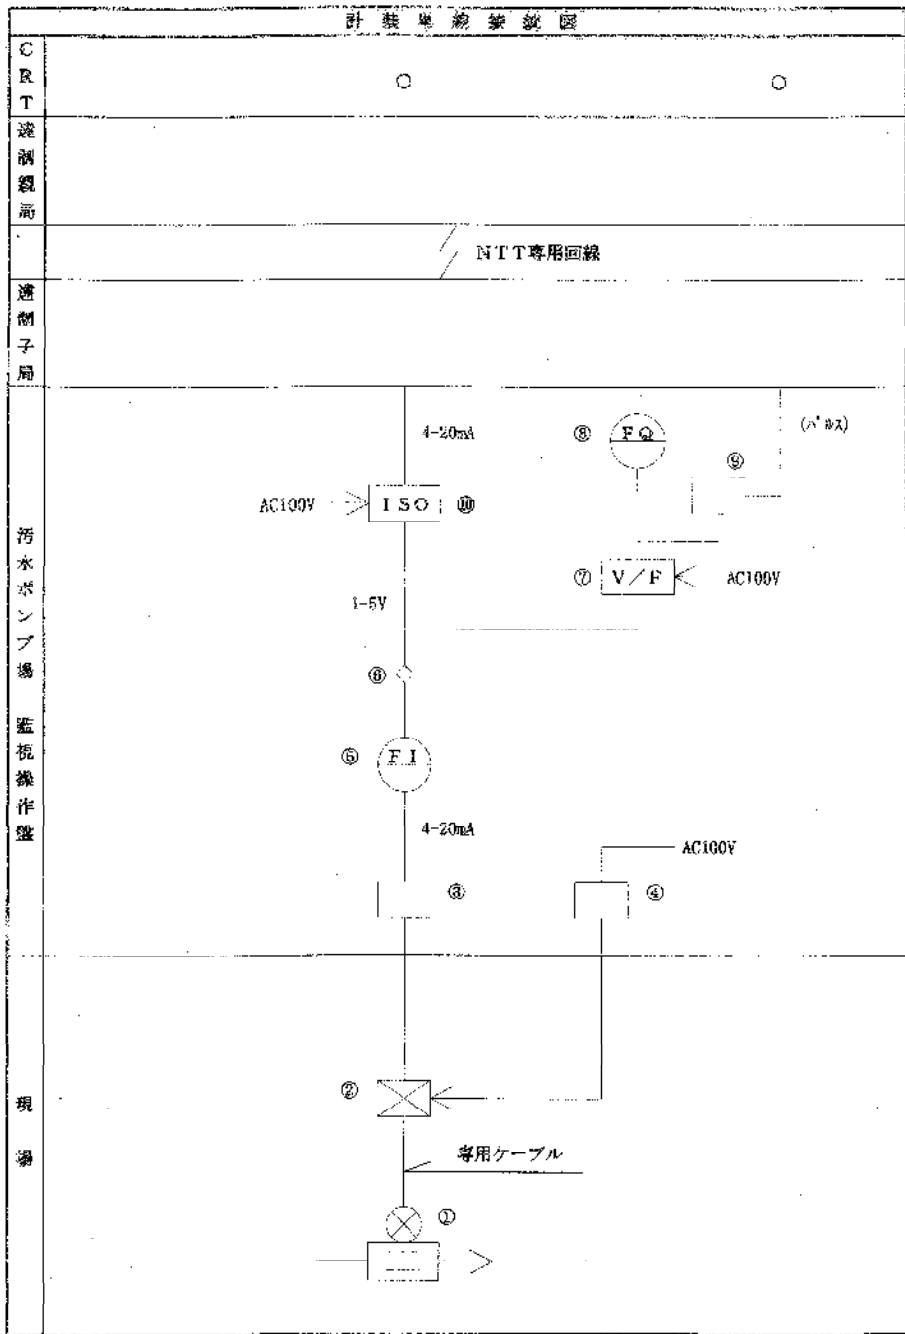 計装単線接続図
CRT
遠制親局
NTT専用回線
遠制子局
汚水ポンプ場 監視操作盤
4-20mA
⑧ FQ
⑨
(パルス)
AC100V
ISO
⑩
⑦ V/F
AC100V
1-5V
⑥
⑤ FI
4-20mA
AC100V
③
④
現場
②
専用ケーブル
①